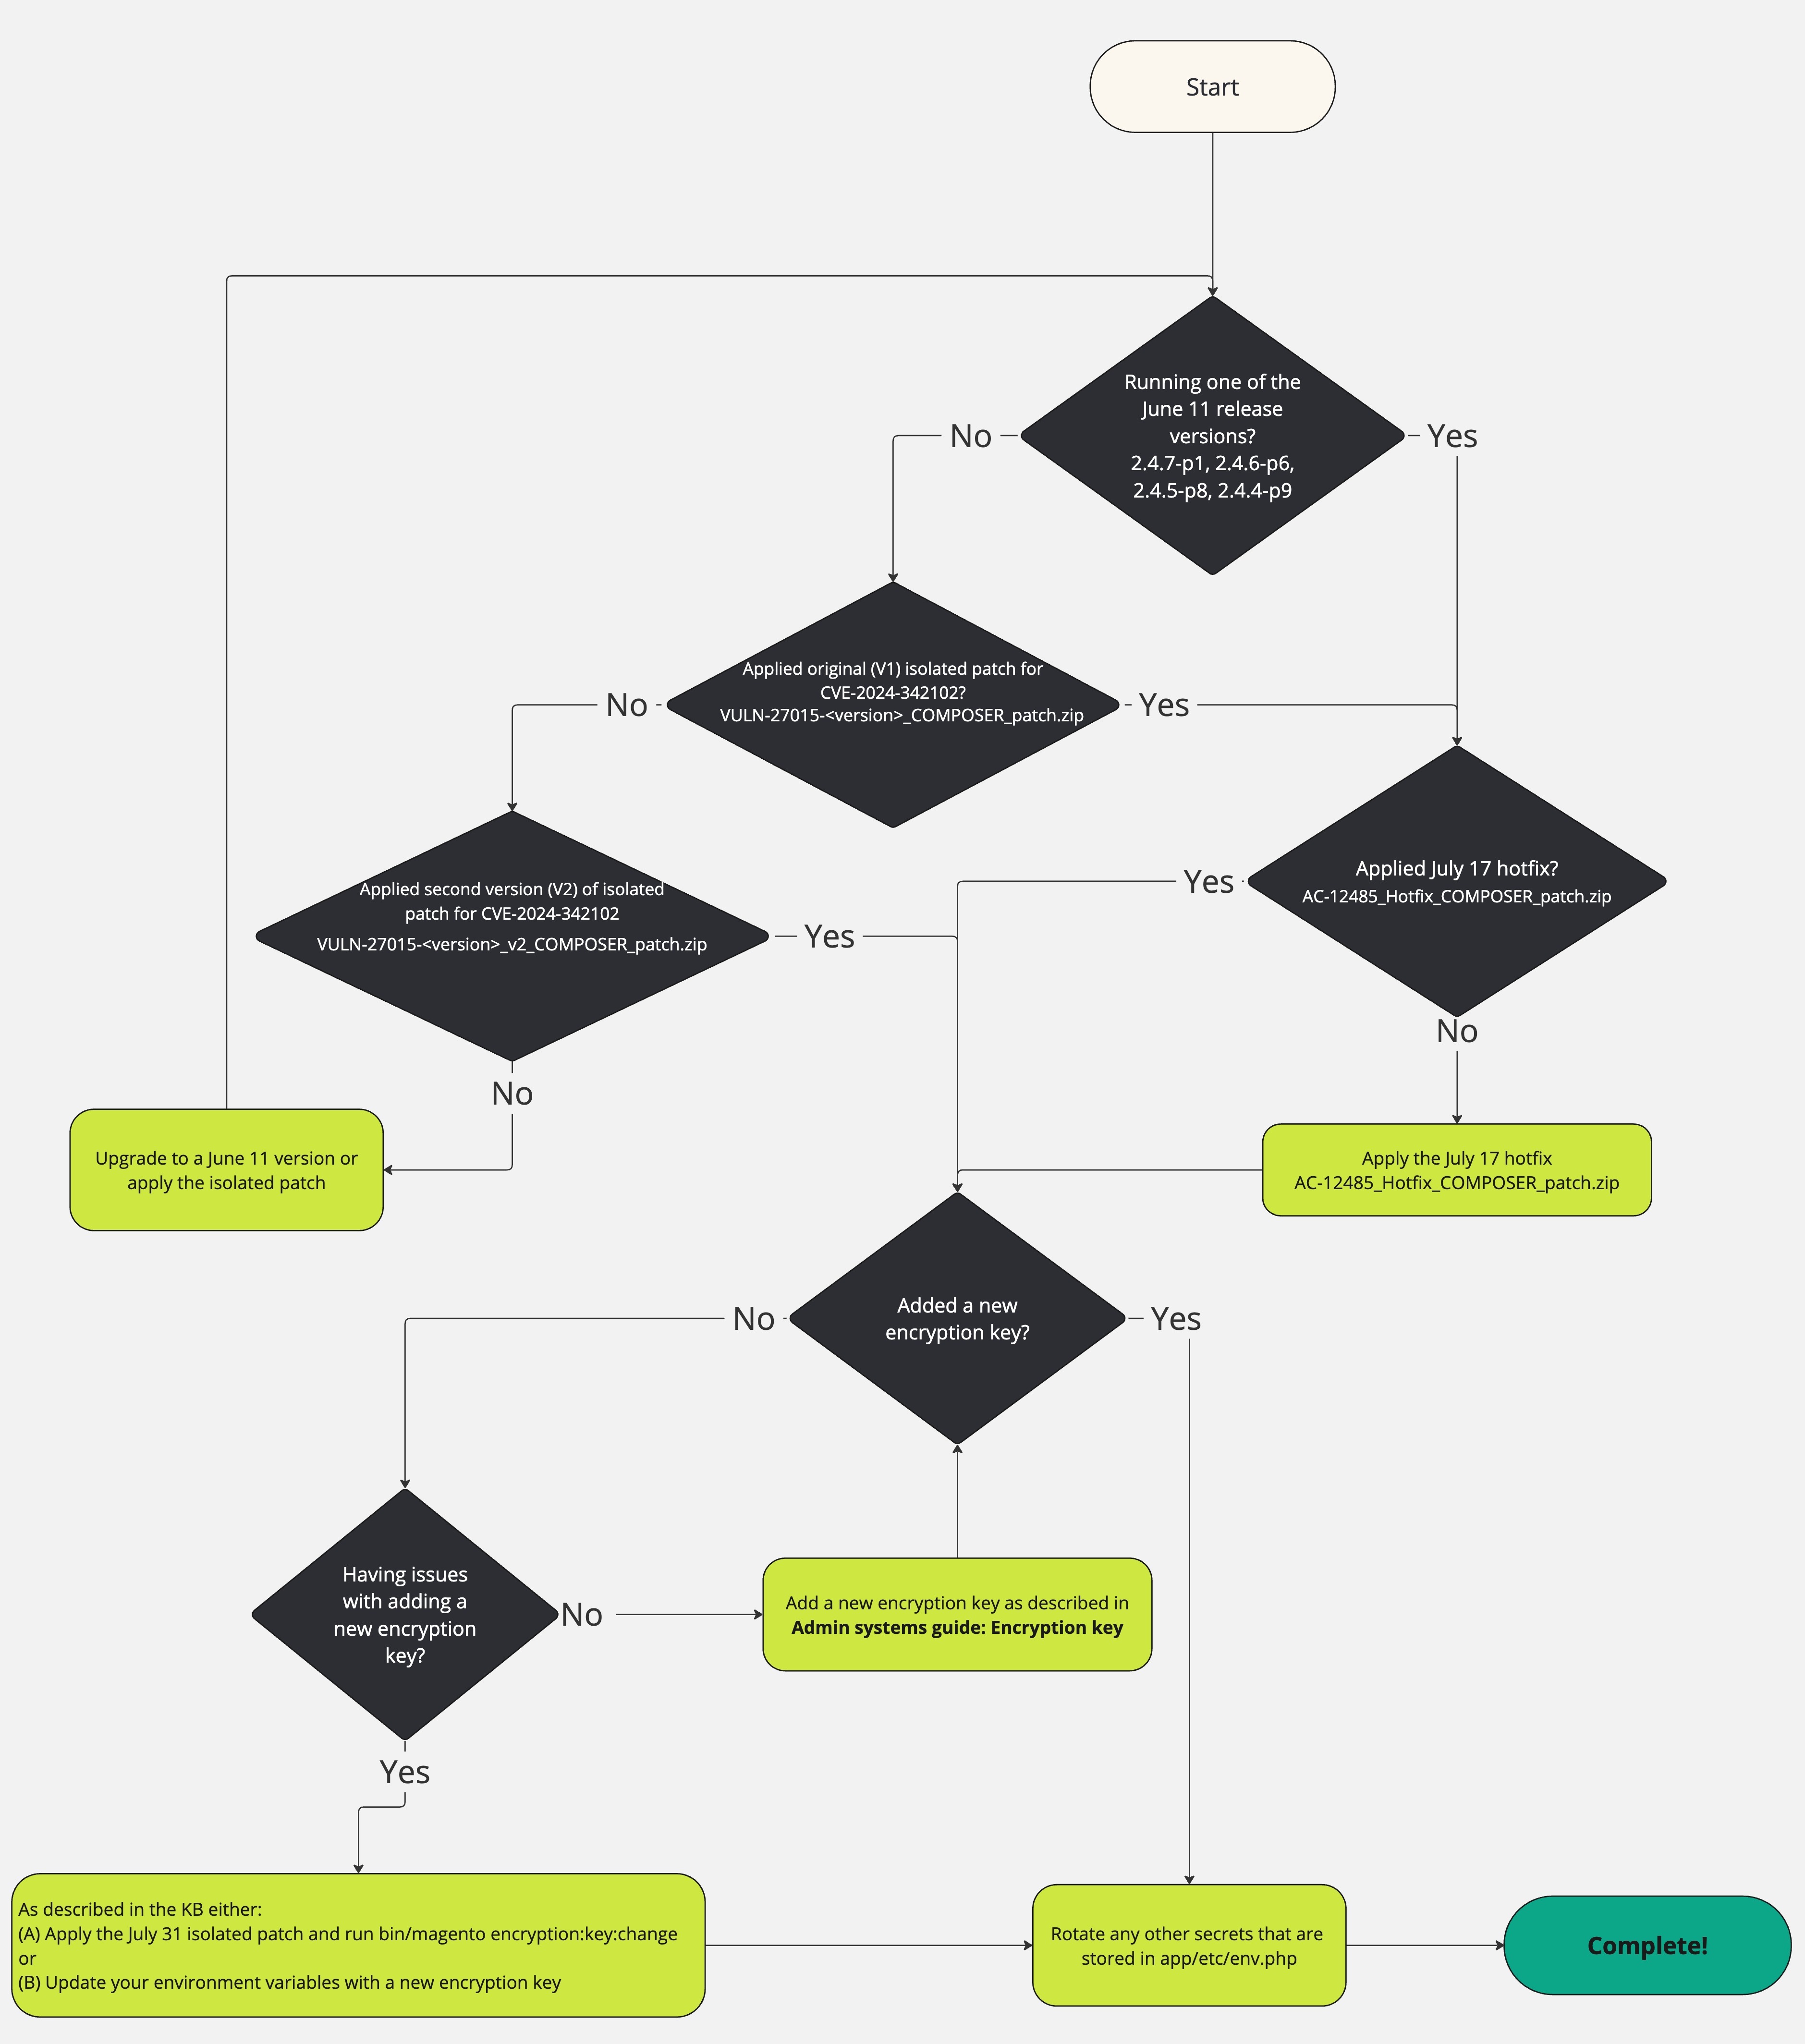 Start
Running one of the
June 11 release
versions?
2.4.7-p1, 2.4.6-p6,
2.4.5-p8, 2.4.4-p9
No
Yes
Applied original (V1) isolated patch for
CVE-2024-342102?
VULN-27015-<version>_COMPOSER_patch.zip
No
Yes
Applied July 17 hotfix?
AC-12485_Hotfix_COMPOSER_patch.zip
Yes
No
Applied second version (V2) of isolated
patch for CVE-2024-342102
VULN-27015-<version>_v2_COMPOSER_patch.zip
Yes
No
Upgrade to a June 11 version or
apply the isolated patch
Apply the July 17 hotfix
AC-12485_Hotfix_COMPOSER_patch.zip
Added a new
encryption key?
No
Yes
Having issues
with adding a
new encryption
key?
No
Yes
Add a new encryption key as described in
Admin systems guide: Encryption key
As described in the KB either:
(A) Apply the July 31 isolated patch and run bin/magento encryption:key:change
or
(B) Update your environment variables with a new encryption key
Rotate any other secrets that are
stored in app/etc/env.php
Complete!